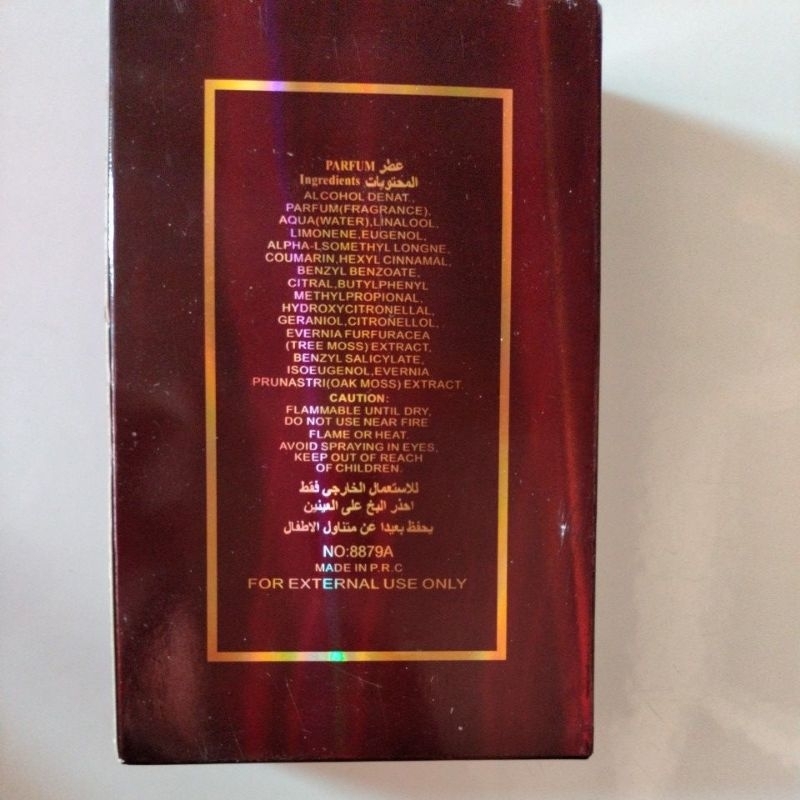 PARFUM عطر
Ingredients المحتويات
ALCOHOL DENAT.,
PARFUM(FRAGRANCE),
AQUA(WATER),LINALOOL,
LIMONENE,EUGENOL,
ALPHA-LSOMETHYL LONGNE,
COUMARIN,HEXYL CINNAMAL,
BENZYL BENZOATE,
CITRAL,BUTYLPHENYL
METHYLPROPIONAL,
HYDROXYCITRONELLAL,
GERANIOL,CITRONELLOL,
EVERNIA FURFURACEA
(TREE MOSS) EXTRACT,
BENZYL SALICYLATE,
ISOEUGENOL,EVERNIA
PRUNASTRI(OAK MOSS) EXTRACT.
CAUTION:
FLAMMABLE UNTIL DRY,
DO NOT USE NEAR FIRE
FLAME OR HEAT.
AVOID SPRAYING IN EYES,
KEEP OUT OF REACH
OF CHILDREN.
للاستعمال الخارجي فقط
احذر البخ على العينين
يحفظ بعيدا عن متناول الاطفال
NO:8879A
MADE IN P.R.C
FOR EXTERNAL USE ONLY